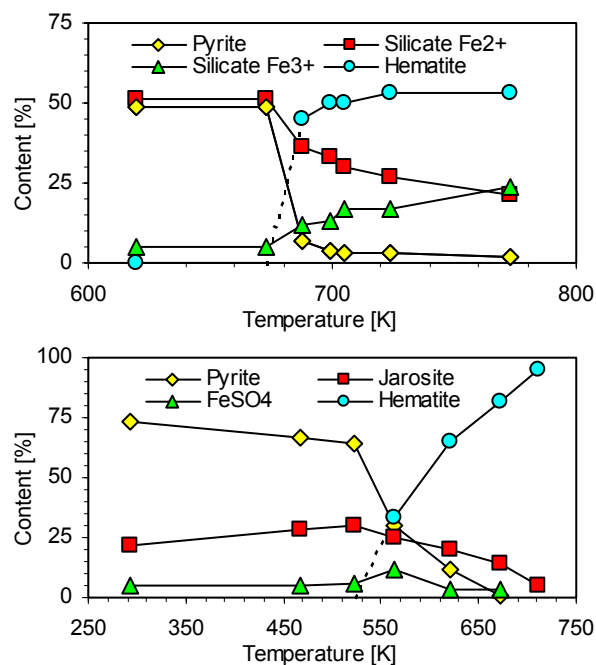 75
50
25
0
Content [%]
Pyrite
Silicate Fe2+
Silicate Fe3+
Hematite
600
700
800
Temperature [K]
100
75
50
25
0
Content [%]
Pyrite
Jarosite
FeSO4
Hematite
250
350
450
550
650
750
Temperature [K]